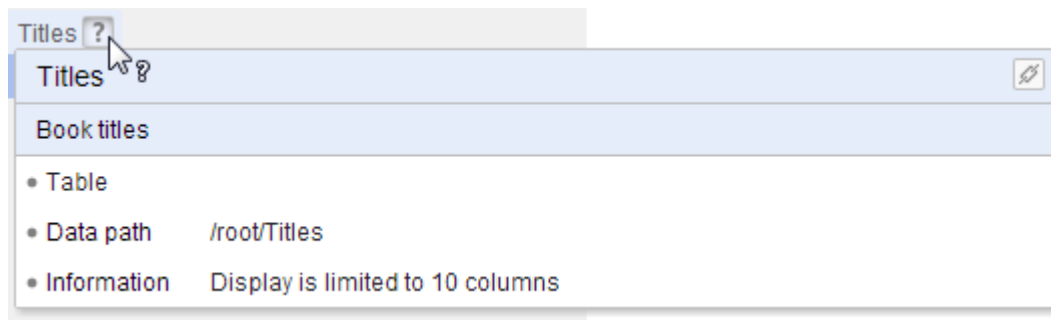 Titles ?
Titles ?
Book titles
Table
Data path /root/Titles
Information Display is limited to 10 columns